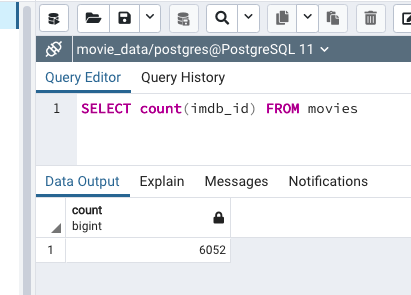 movie_data/postgres@PostgreSQL 11
Query Editor Query History
1 SELECT count(imdb_id) FROM movies
Data Output Explain Messages Notifications
count
bigint
1 6052